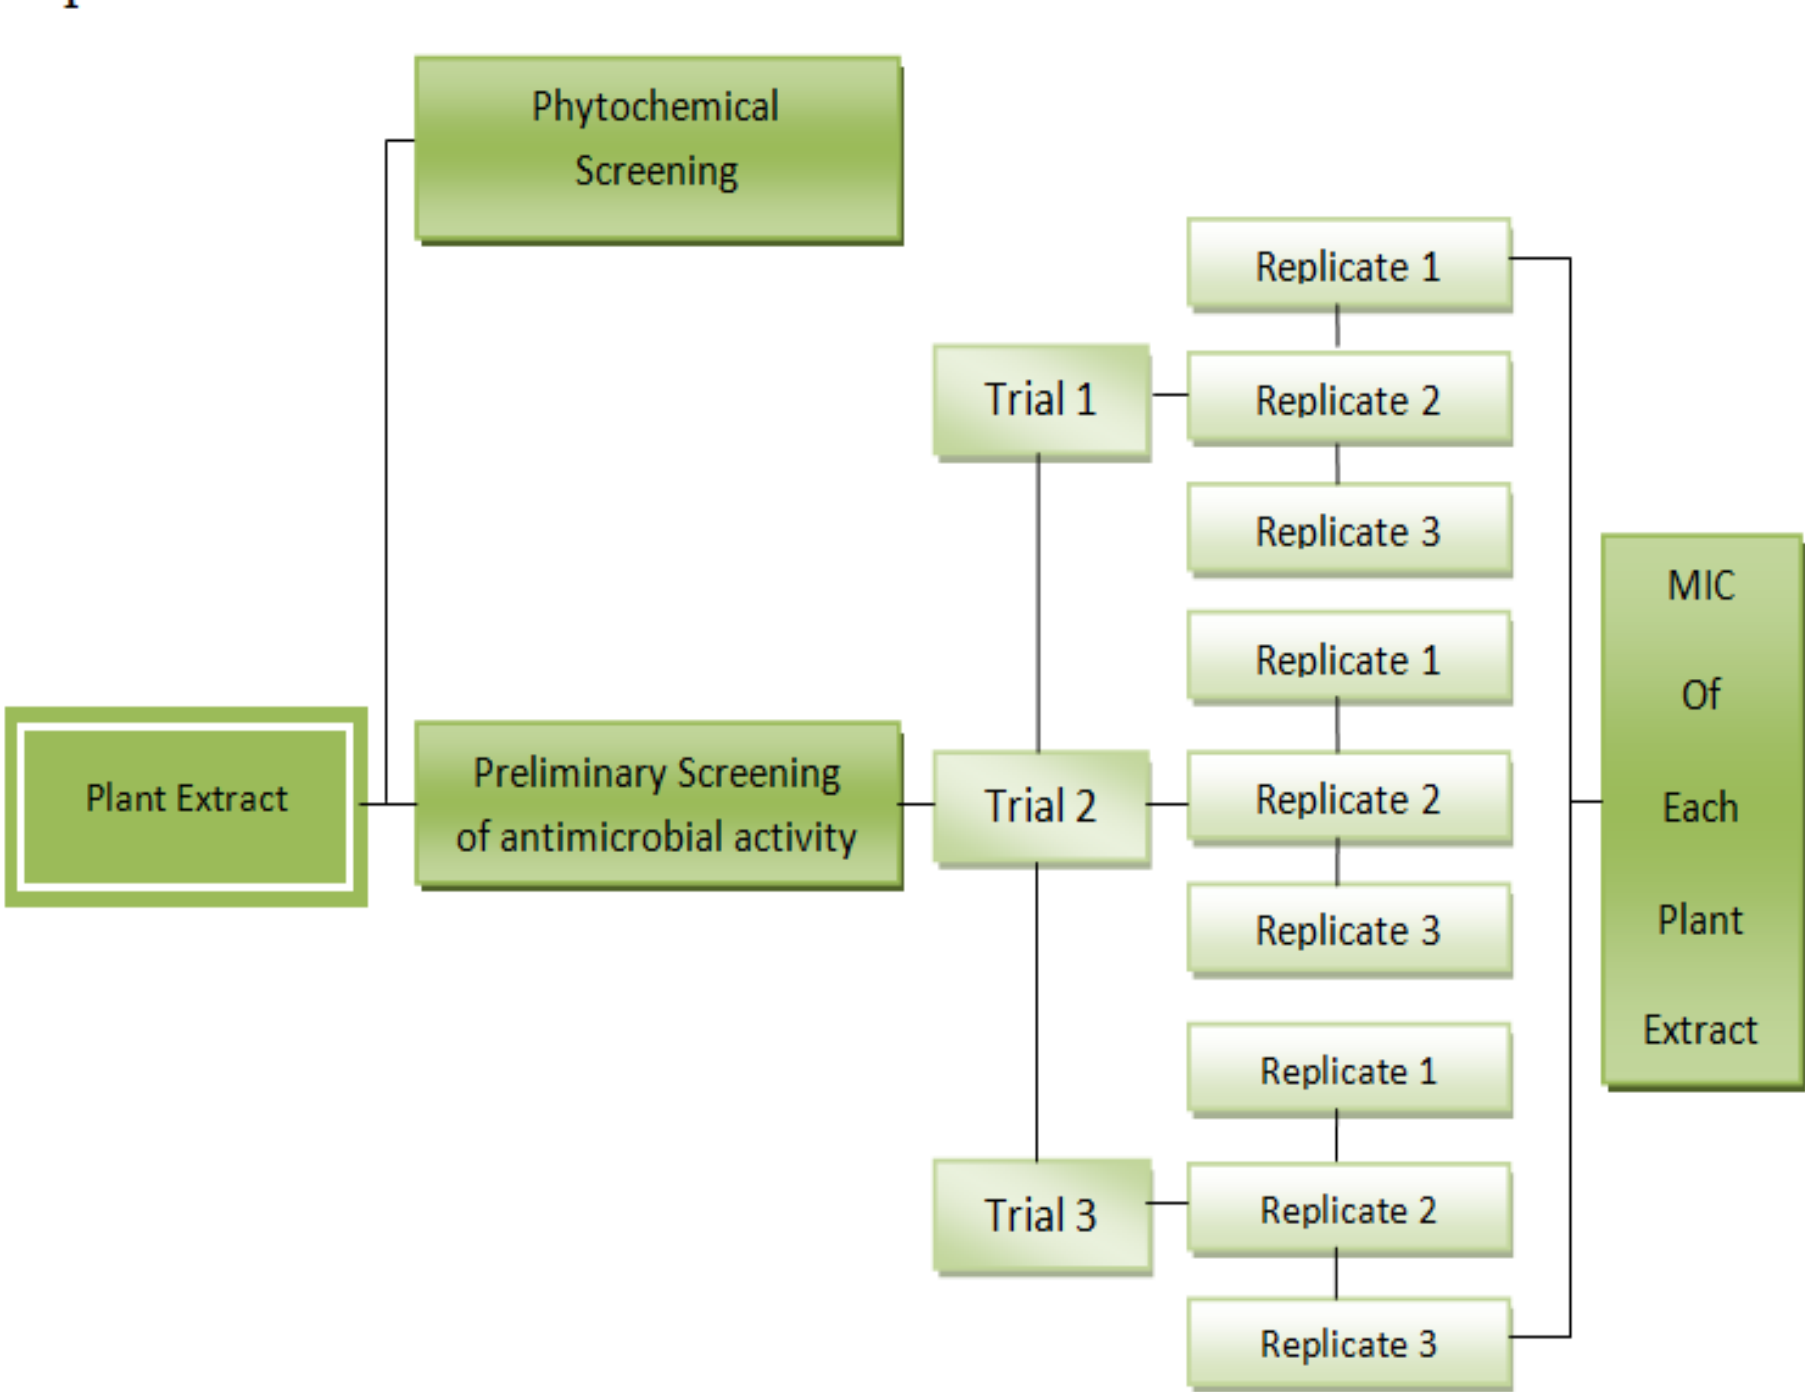 Phytochemical
Screening
Plant Extract
Preliminary Screening
of antimicrobial activity
Trial 1
Replicate 1
Replicate 2
Replicate 3
Trial 2
Replicate 1
Replicate 2
Replicate 3
Trial 3
Replicate 1
Replicate 2
Replicate 3
MIC
Of
Each
Plant
Extract